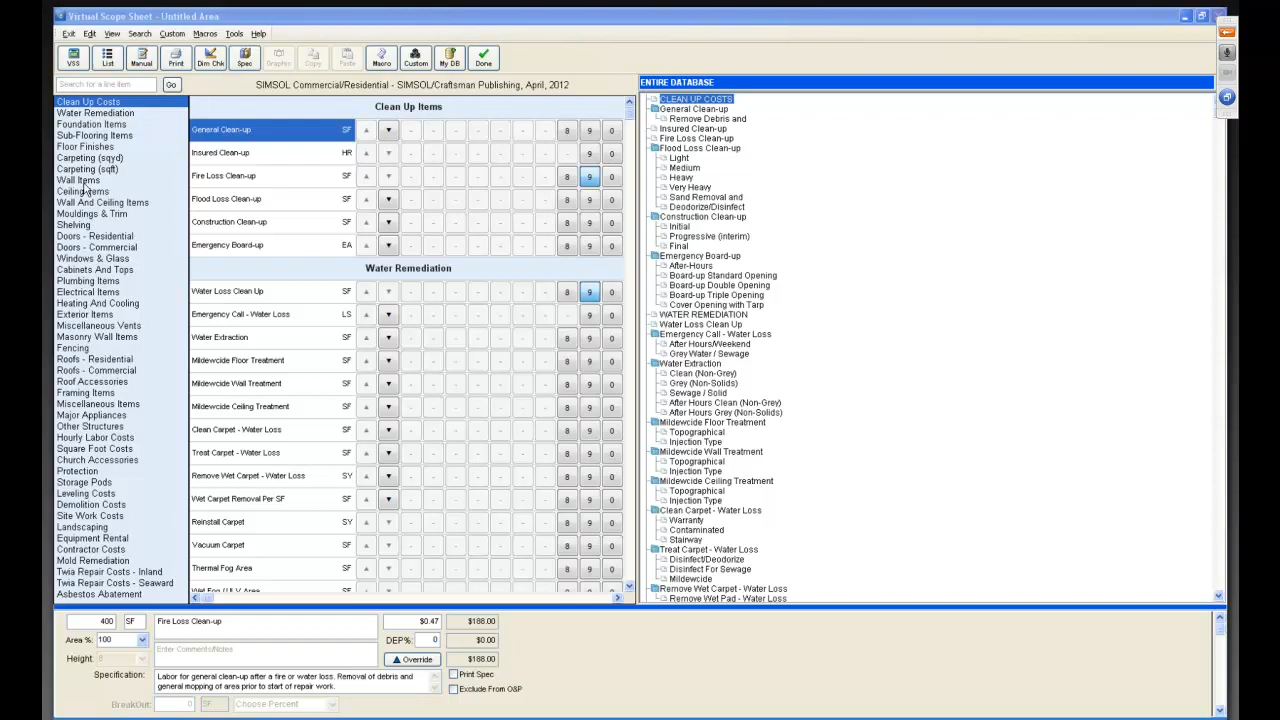 Virtual Scope Sheet - Untitled Area
Exit Edit View Search Custom Macros Tools Help
VSS List Manual Print Dim Chk Spec Graphic Copy Paste Macro Custom My DB Done
Search for a line item Go SIMSOL Commercial/Residential - SIMSOL/Craftsman Publishing, April, 2012
Clean Up Costs
Water Remediation
Foundation Items
Sub-Flooring Items
Floor Finishes
Carpeting (sqyd)
Carpeting (sqft)
Wall Items
Ceiling Items
Wall And Ceiling Items
Mouldings & Trim
Shelving
Doors - Residential
Doors - Commercial
Windows & Glass
Cabinets And Tops
Plumbing Items
Electrical Items
Heating And Cooling
Exterior Items
Miscellaneous Vents
Masonry Wall Items
Fencing
Roofs - Residential
Roofs - Commercial
Roof Accessories
Framing Items
Miscellaneous Items
Major Appliances
Other Structures
Hourly Labor Costs
Square Foot Costs
Church Accessories
Protection
Storage Pods
Leveling Costs
Demolition Costs
Site Work Costs
Landscaping
Equipment Rental
Contractor Costs
Mold Remediation
Twia Repair Costs - Inland
Twia Repair Costs - Seaward
Asbestos Abatement
Clean Up Items
General Clean-up SF - - - - - - - 8 9 0
Insured Clean-up HR - - - - - - - - 9 0
Fire Loss Clean-up SF - - - - - - - 8 9 0
Flood Loss Clean-up SF - - - - - - - 8 9 0
Construction Clean-up SF - - - - - - - 8 9 0
Emergency Board-up EA - - - - - - - 8 9 0
Water Remediation
Water Loss Clean Up SF - - - - - - - 8 9 0
Emergency Call - Water Loss LS - - - - - - - - 9 0
Water Extraction SF - - - - - - - 8 9 0
Mildewcide Floor Treatment SF - - - - - - - 8 9 0
Mildewcide Wall Treatment SF - - - - - - - 8 9 0
Mildewcide Ceiling Treatment SF - - - - - - - 8 9 0
Clean Carpet - Water Loss SF - - - - - - - 8 9 0
Treat Carpet - Water Loss SF - - - - - - - 8 9 0
Remove Wet Carpet - Water Loss SY - - - - - - - 8 9 0
Wet Carpet Removal Per SF SF - - - - - - - 8 9 0
Reinstall Carpet SY - - - - - - - 8 9 0
Vacuum Carpet SF - - - - - - - 8 9 0
Thermal Fog Area SF - - - - - - - 8 9 0
Wet Fog / ULV Area
ENTIRE DATABASE
CLEAN UP COSTS
General Clean-up
Remove Debris and
Insured Clean-up
Fire Loss Clean-up
Flood Loss Clean-up
Light
Medium
Heavy
Very Heavy
Sand Removal and
Deodorize/Disinfect
Construction Clean-up
Initial
Progressive (interim)
Final
Emergency Board-up
After-Hours
Board-up Standard Opening
Board-up Double Opening
Board-up Triple Opening
Cover Opening with Tarp
WATER REMEDIATION
Water Loss Clean Up
Emergency Call - Water Loss
After Hours/Weekend
Grey Water / Sewage
Water Extraction
Clean (Non-Grey)
Grey (Non-Solids)
Sewage / Solid
After Hours Clean (Non-Grey)
After Hours Grey (Non-Solids)
Mildewcide Floor Treatment
Topographical
Injection Type
Mildewcide Wall Treatment
Topographical
Injection Type
Mildewcide Ceiling Treatment
Topographical
Injection Type
Clean Carpet - Water Loss
Warranty
Contaminated
Stairway
Treat Carpet - Water Loss
Disinfect/Deodorize
Disinfect For Sewage
Mildewcide
Remove Wet Carpet - Water Loss
Remove Wet Pad - Water Loss
400 SF Fire Loss Clean-up $0.47 $188.00
Area %: 100 DEP%: 0 $0.00
Enter Comments/Notes
Height: 8 Override $188.00
Specification: Labor for general clean-up after a fire or water loss. Removal of debris and Print Spec
general mopping of area prior to start of repair work. Exclude From O&P
BreakOut: 0 SF Choose Percent